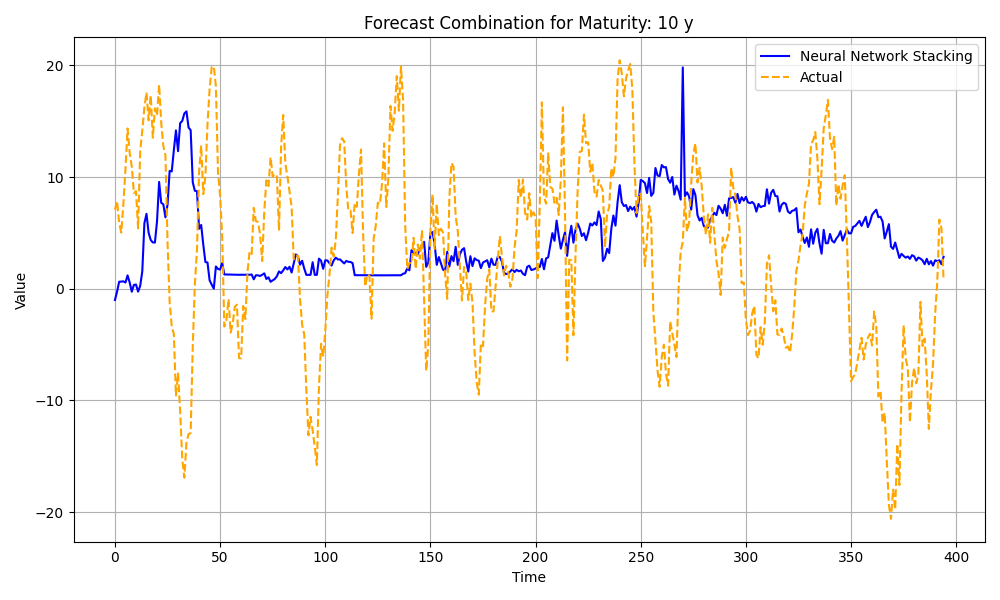 Forecast Combination for Maturity: 10 y
Neural Network Stacking
Actual
Value
20
10
0
−10
−20
0 50 100 150 200 250 300 350 400
Time